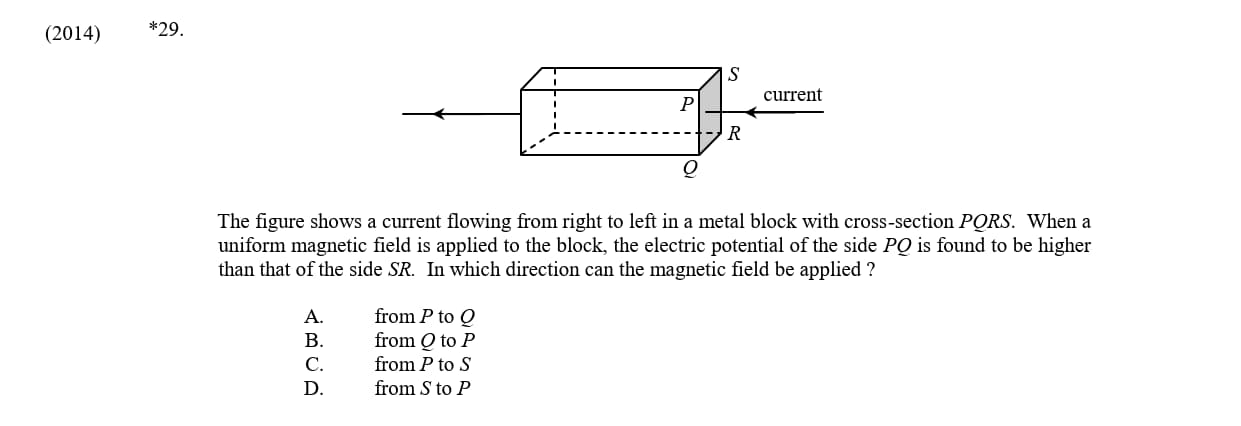 (2014) *29.
S
current
P
R
Q
The figure shows a current flowing from right to left in a metal block with cross-section PQRS. When a
uniform magnetic field is applied to the block, the electric potential of the side PQ is found to be higher
than that of the side SR. In which direction can the magnetic field be applied ?
A. from P to Q
B. from Q to P
C. from P to S
D. from S to P